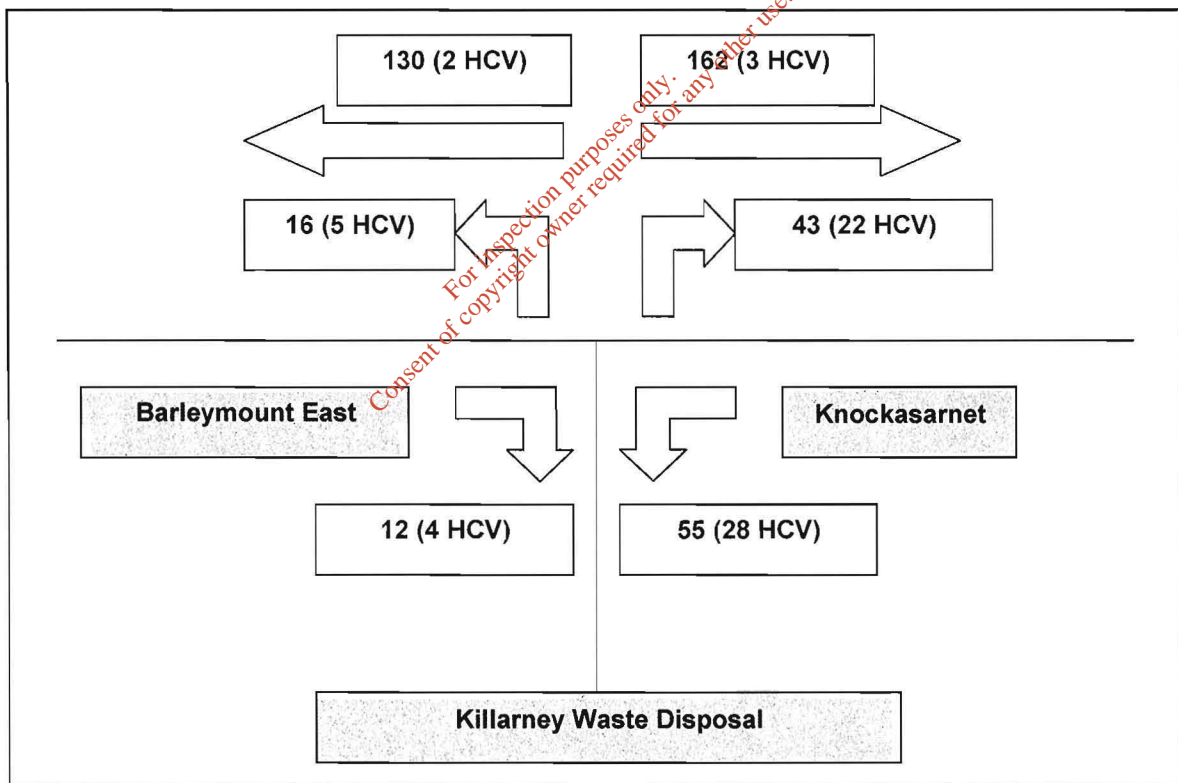 130 (2 HCV)
162 (3 HCV)
16 (5 HCV)
43 (22 HCV)
For inspection purposes only.
Consent of copyright owner required for any other use.
Barleymount East
Knockasarnet
12 (4 HCV)
55 (28 HCV)
Killarney Waste Disposal